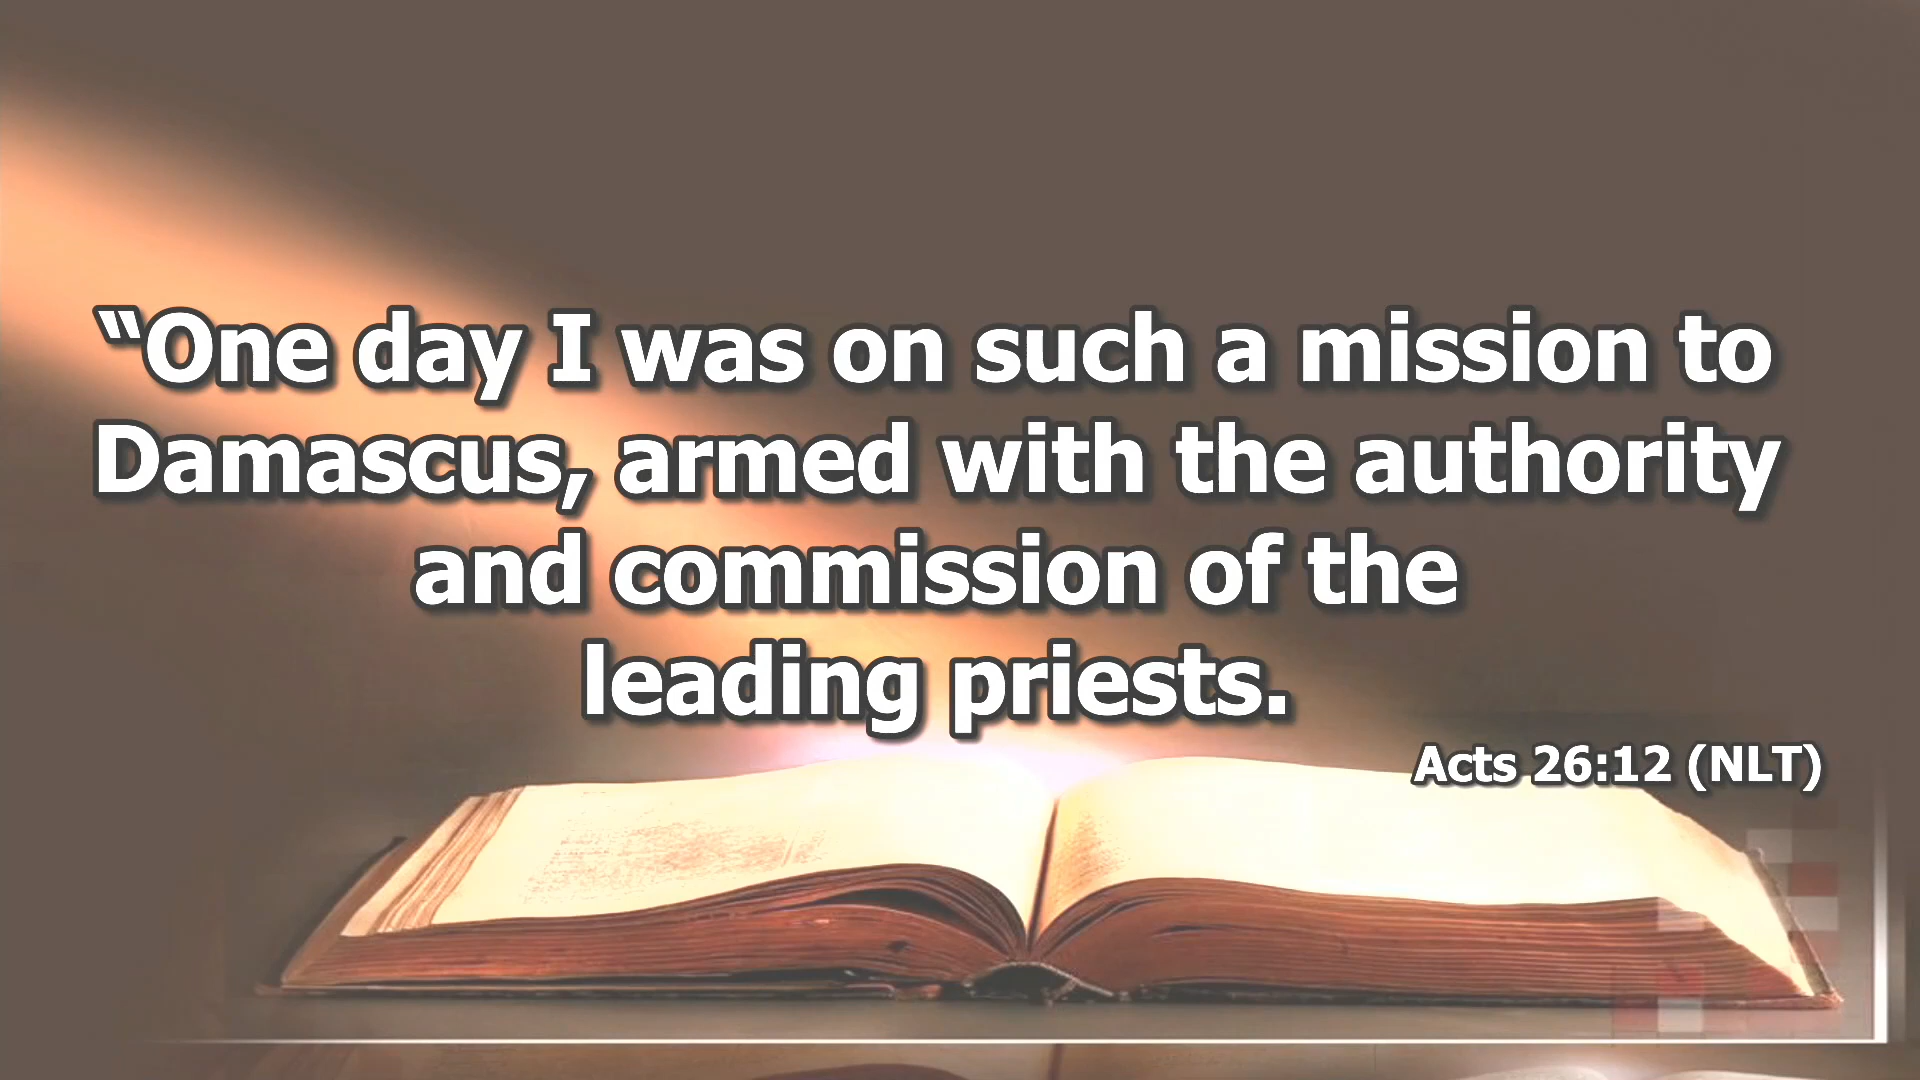 “One day I was on such a mission to
Damascus, armed with the authority
and commission of the
leading priests.
Acts 26:12 (NLT)